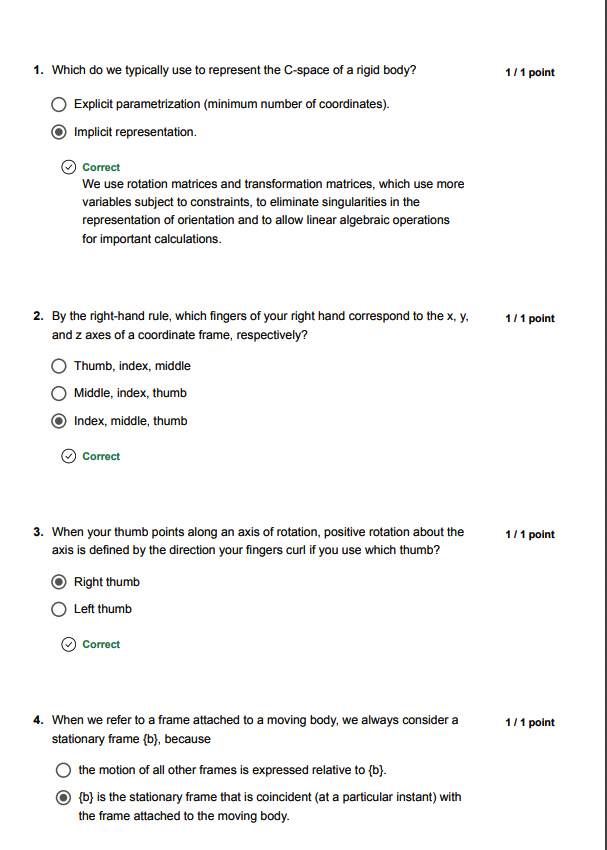 1. Which do we typically use to represent the C-space of a rigid body? 1 / 1 point
Explicit parametrization (minimum number of coordinates).
Implicit representation.
Correct
We use rotation matrices and transformation matrices, which use more
variables subject to constraints, to eliminate singularities in the
representation of orientation and to allow linear algebraic operations
for important calculations.
2. By the right-hand rule, which fingers of your right hand correspond to the x, y, 1 / 1 point
and z axes of a coordinate frame, respectively?
Thumb, index, middle
Middle, index, thumb
Index, middle, thumb
Correct
3. When your thumb points along an axis of rotation, positive rotation about the 1 / 1 point
axis is defined by the direction your fingers curl if you use which thumb?
Right thumb
Left thumb
Correct
4. When we refer to a frame attached to a moving body, we always consider a 1 / 1 point
stationary frame {b}, because
the motion of all other frames is expressed relative to {b}.
{b} is the stationary frame that is coincident (at a particular instant) with
the frame attached to the moving body.